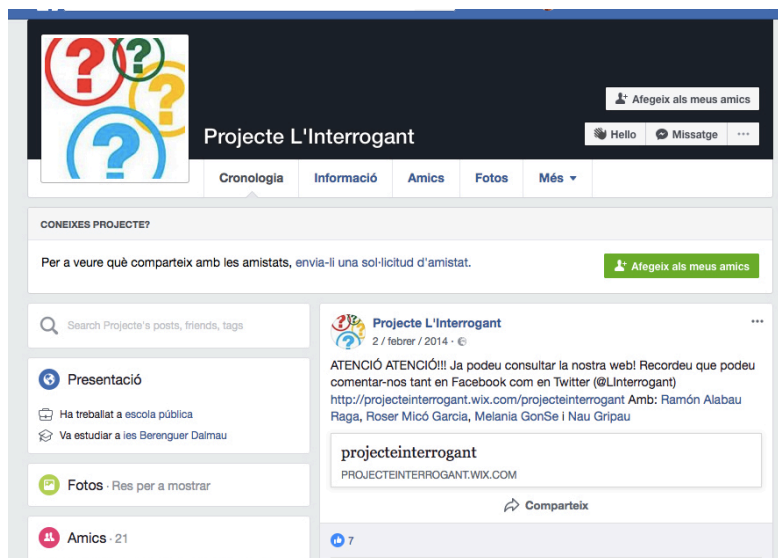 Afegeix als meus amics
Projecte L'Interrogant
Hello
Missatge
Cronologia
Informació
Amics
Fotos
Més
CONEIXES PROJECTE?
Per a veure què comparteix amb les amistats, envia-li una sol·licitud d'amistat.
Afegeix als meus amics
Search Projecte's posts, friends, tags
Presentació
Ha treballat a escola pública
Va estudiar a ies Berenguer Dalmau
Fotos · Res per a mostrar
Amics · 21
Projecte L'Interrogant
2 / febrer / 2014 ·
ATENCIÓ ATENCIÓ!!! Ja podeu consultar la nostra web! Recordeu que podeu
comentar-nos tant en Facebook com en Twitter (@LInterrogant)
http://projecteinterrogant.wix.com/projecteinterrogant Amb: Ramón Alabau
Raga, Roser Micó Garcia, Melania GonSe i Nau Gripau
projecteinterrogant
PROJECTEINTERROGANT.WIX.COM
Comparteix
7